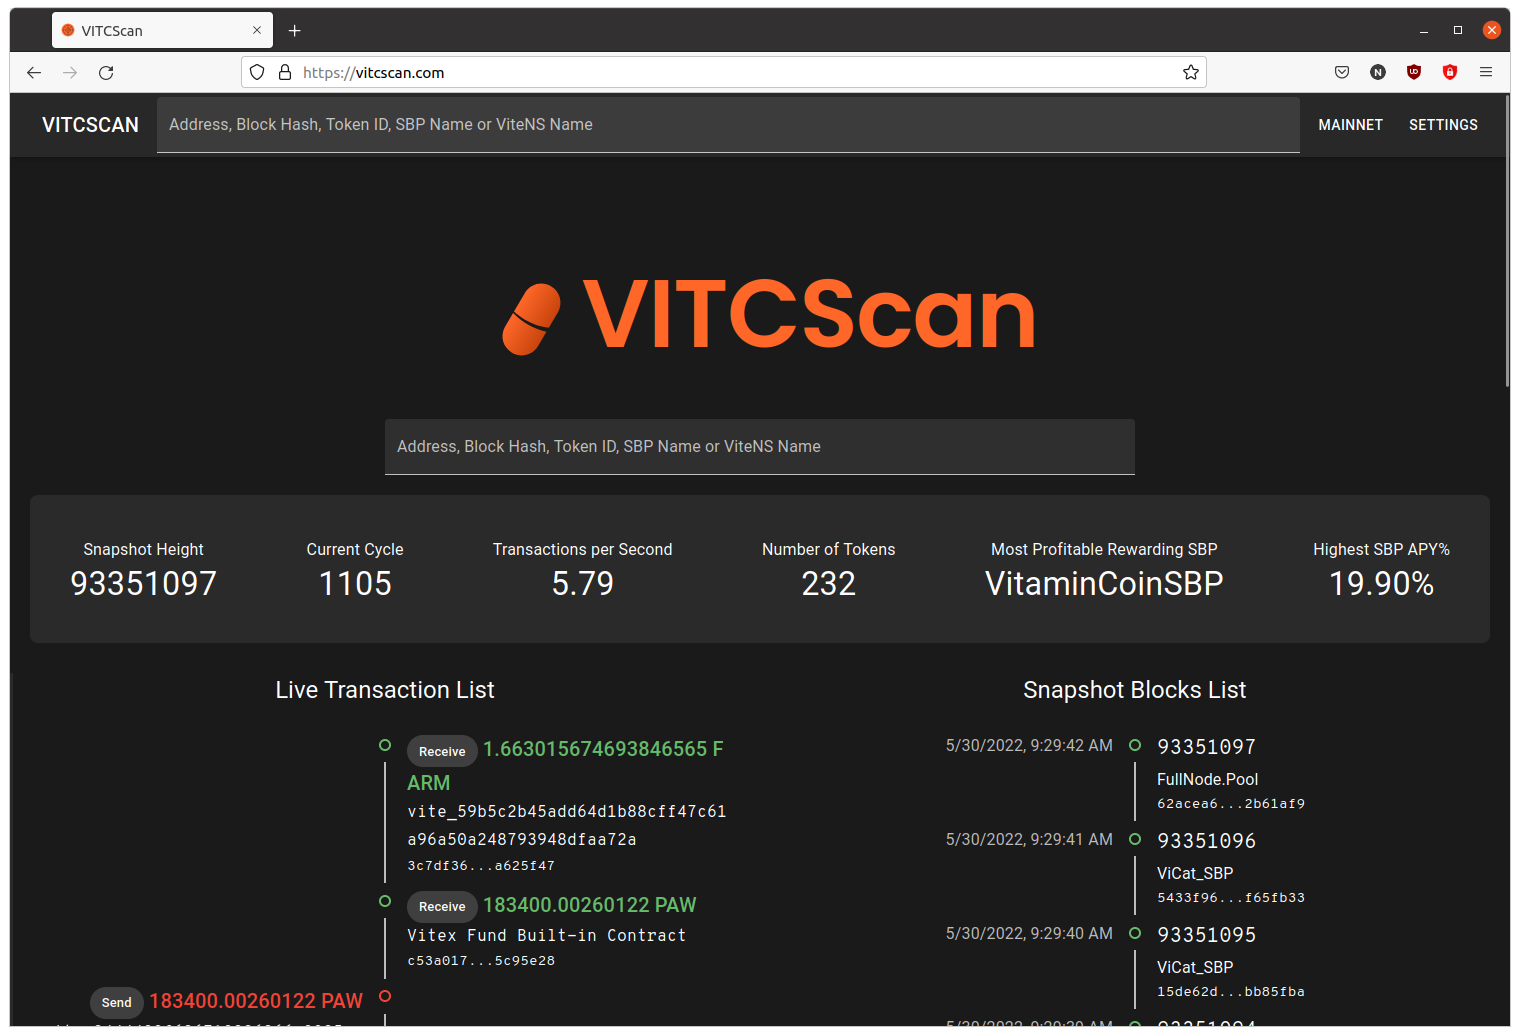 VITCScan
https://vitcscan.com
N
VITCSCAN
Address, Block Hash, Token ID, SBP Name or ViteNS Name
MAINNET
SETTINGS
VITCScan
Address, Block Hash, Token ID, SBP Name or ViteNS Name
Snapshot Height
93351097
Current Cycle
1105
Transactions per Second
5.79
Number of Tokens
232
Most Profitable Rewarding SBP
VitaminCoinSBP
Highest SBP APY%
19.90%
Live Transaction List
Receive 1.663015674693846565 F
ARM
vite_59b5c2b45add64d1b88cff47c61
a96a50a248793948dfaa72a
3c7df36...a625f47
Receive 183400.00260122 PAW
Vitex Fund Built-in Contract
c53a017...5c95e28
Send 183400.00260122 PAW
Snapshot Blocks List
5/30/2022, 9:29:42 AM 93351097
FullNode.Pool
62acea6...2b61af9
5/30/2022, 9:29:41 AM 93351096
ViCat_SBP
5433f96...f65fb33
5/30/2022, 9:29:40 AM 93351095
ViCat_SBP
15de62d...bb85fba